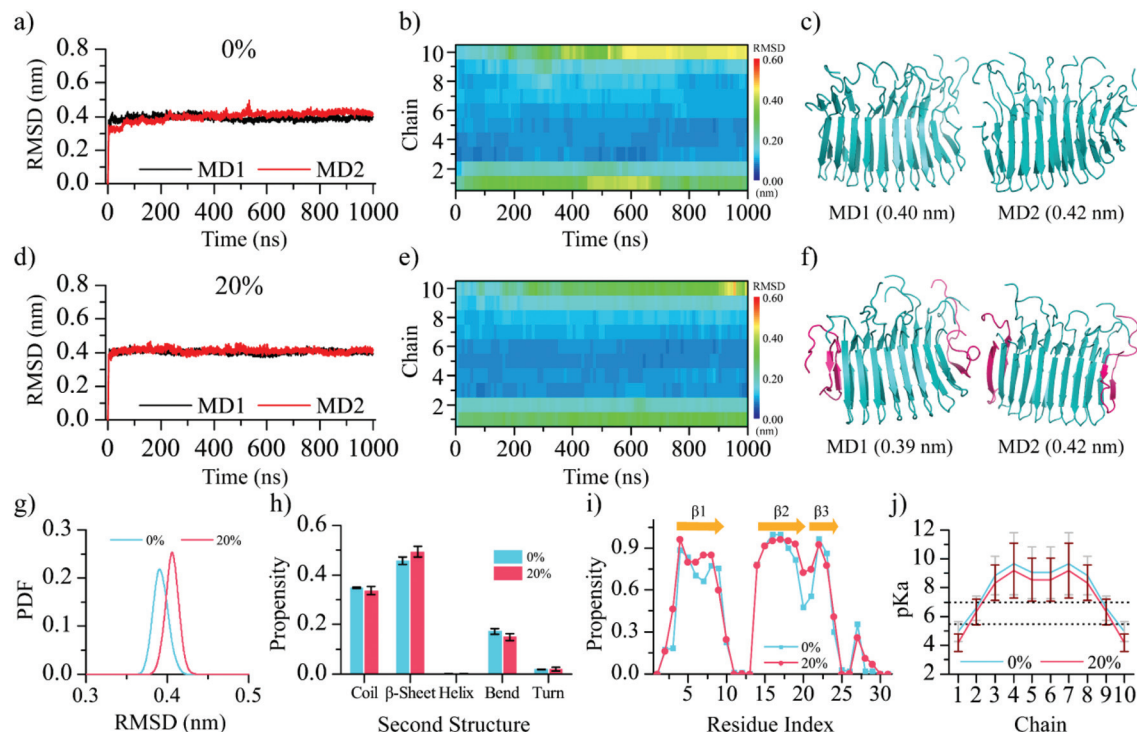 a)
0%
RMSD (nm)
0.8
0.6
0.4
0.2
0.0
MD1 MD2
0 200 400 600 800 1000
Time (ns)
b)
Chain
10
8
6
4
2
0 200 400 600 800 1000
Time (ns)
RMSD
0.60
0.40
0.20
0.00
(nm)
c)
MD1 (0.40 nm) MD2 (0.42 nm)
d)
20%
RMSD (nm)
0.8
0.6
0.4
0.2
0.0
MD1 MD2
0 200 400 600 800 1000
Time (ns)
e)
Chain
10
8
6
4
2
0 200 400 600 800 1000
Time (ns)
RMSD
0.60
0.40
0.20
0.00
(nm)
f)
MD1 (0.39 nm) MD2 (0.42 nm)
g)
PDF
0.3
0.2
0.1
0.0
0% 20%
0.3 0.4 0.5
RMSD (nm)
h)
Propensity
0.6
0.4
0.2
0.0
0%
20%
Coil β-Sheet Helix Bend Turn
Second Structure
i)
β1 β2 β3
Propensity
0.9
0.6
0.3
0.0
0%
20%
5 10 15 20 25 30
Residue Index
j)
pKa
12
10
8
6
4
2
0% 20%
1 2 3 4 5 6 7 8 9 10
Chain